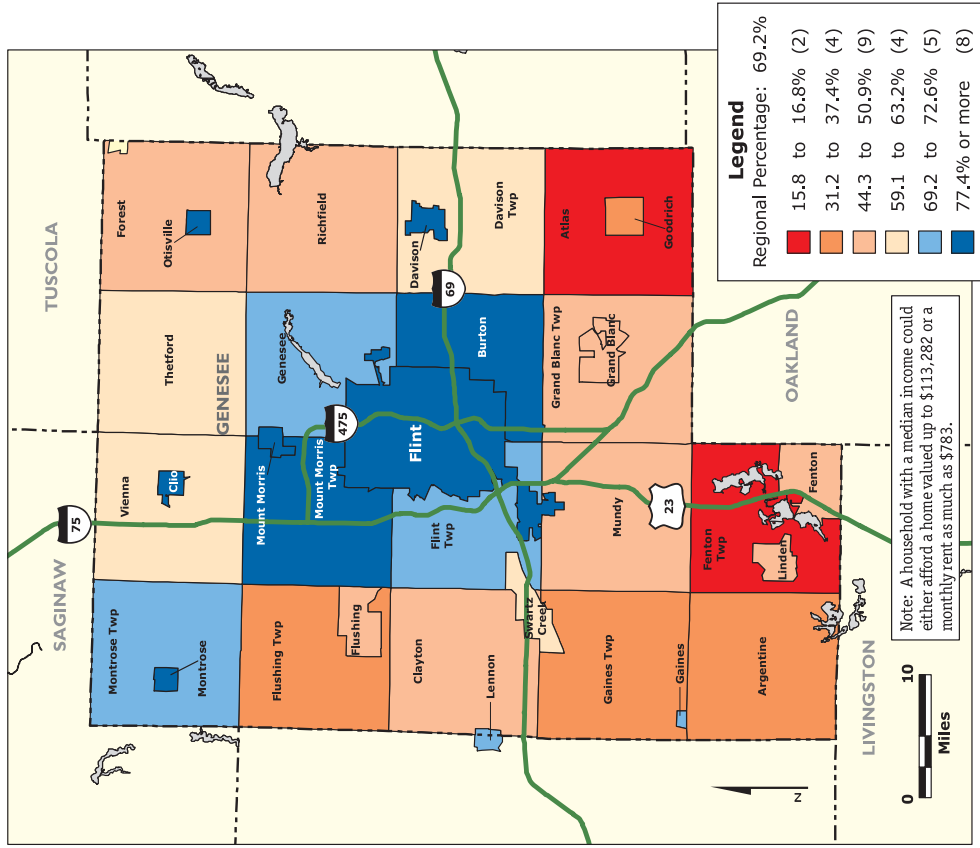 TUSCOLA
SAGINAW
GENESEE
OAKLAND
LIVINGSTON
Forest
Otisville
Richfield
Davison
Davison
Twp
Atlas
Goodrich
Thetford
Genesee
Burton
Grand Blanc Twp
Grand Blanc
Vienna
Clio
Mount Morris
Mount Morris
Twp
Flint
Flint
Twp
Mundy
Fenton
Twp
Linden
Fenton
Montrose Twp
Montrose
Flushing Twp
Flushing
Clayton
Lennon
Swartz
Creek
Gaines Twp
Gaines
Argentine
75
475
69
23
N
0
10
Miles
Note: A household with a median income could
either afford a home valued up to $113,282 or a
monthly rent as much as $783.
Legend
Regional Percentage: 69.2%
15.8 to 16.8% (2)
31.2 to 37.4% (4)
44.3 to 50.9% (9)
59.1 to 63.2% (4)
69.2 to 72.6% (5)
77.4% or more (8)